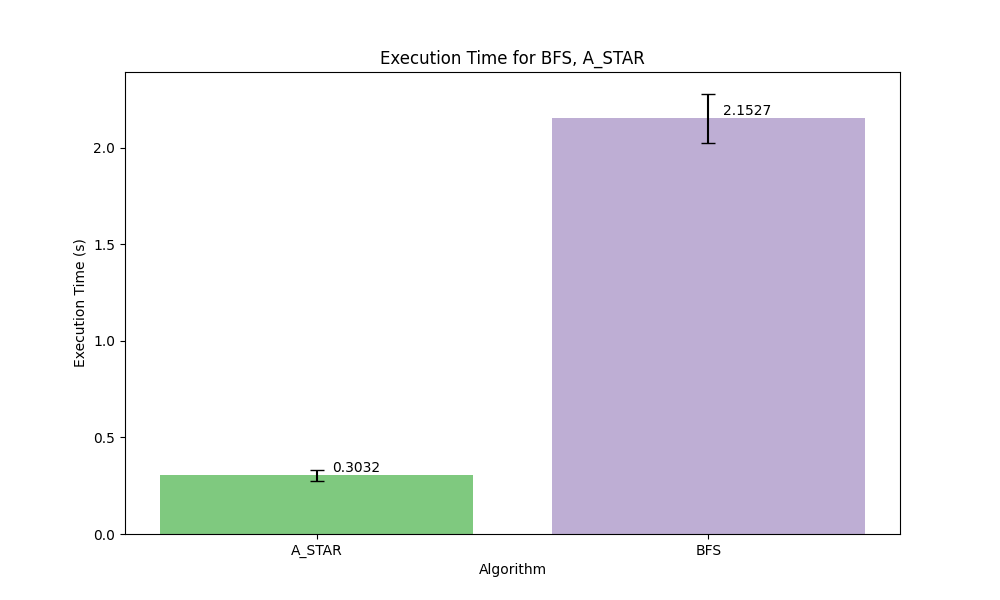 Execution Time for BFS, A_STAR
2.1527
2.0
1.5
Execution Time (s)
1.0
0.5
0.3032
0.0
A_STAR
BFS
Algorithm